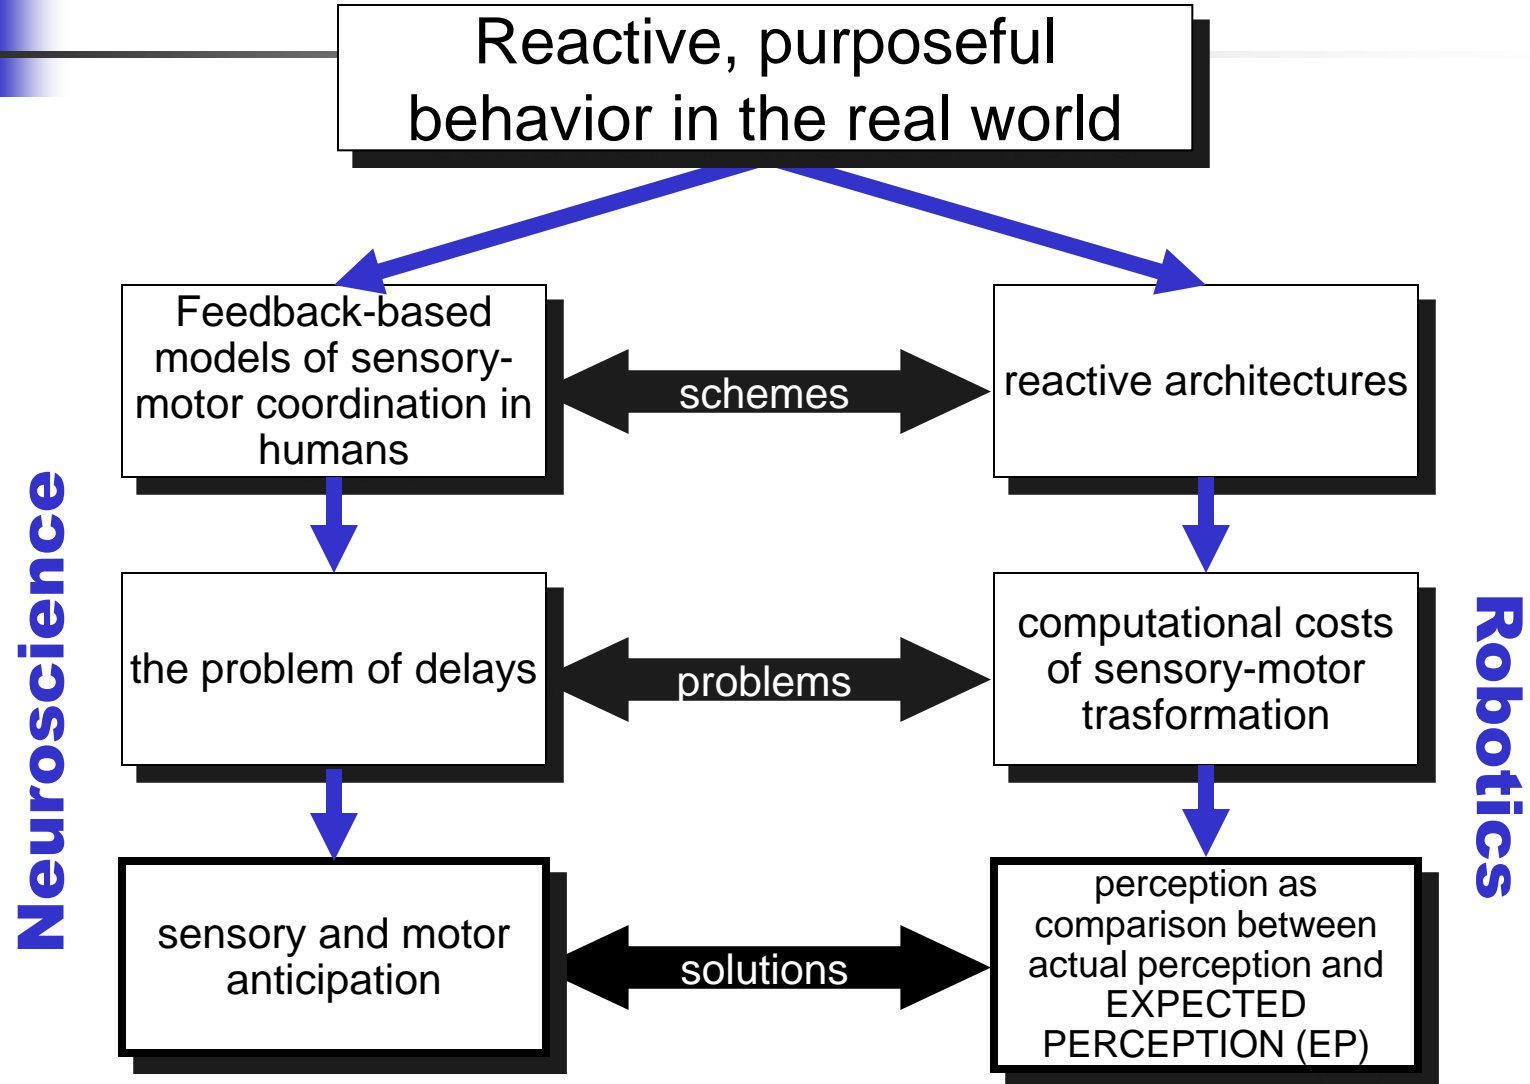 Reactive, purposeful
behavior in the real world
Feedback-based
models of sensory-
motor coordination in
humans
schemes
reactive architectures
Neuroscience
the problem of delays
problems
computational costs
of sensory-motor
trasformation
Robotics
sensory and motor
anticipation
solutions
perception as
comparison between
actual perception and
EXPECTED
PERCEPTION (EP)